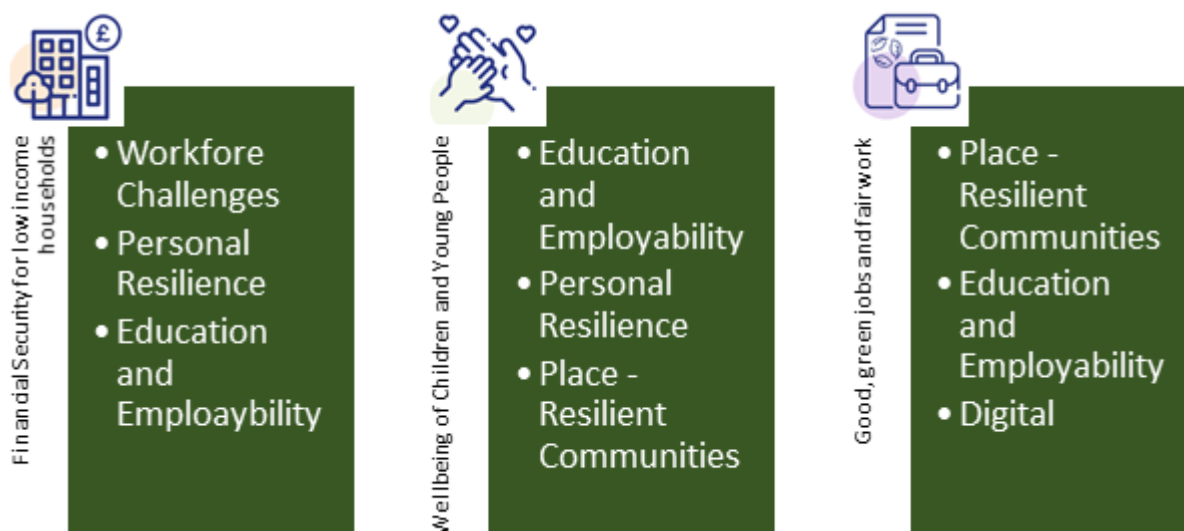 £
Financial Security for low income
households
• Workfore
Challenges
• Personal
Resilience
• Education
and
Emploaybility
Wellbeing of Children and Young People
• Education
and
Employability
• Personal
Resilience
• Place -
Resilient
Communities
Good, green jobs and fair work
• Place -
Resilient
Communities
• Education
and
Employability
• Digital